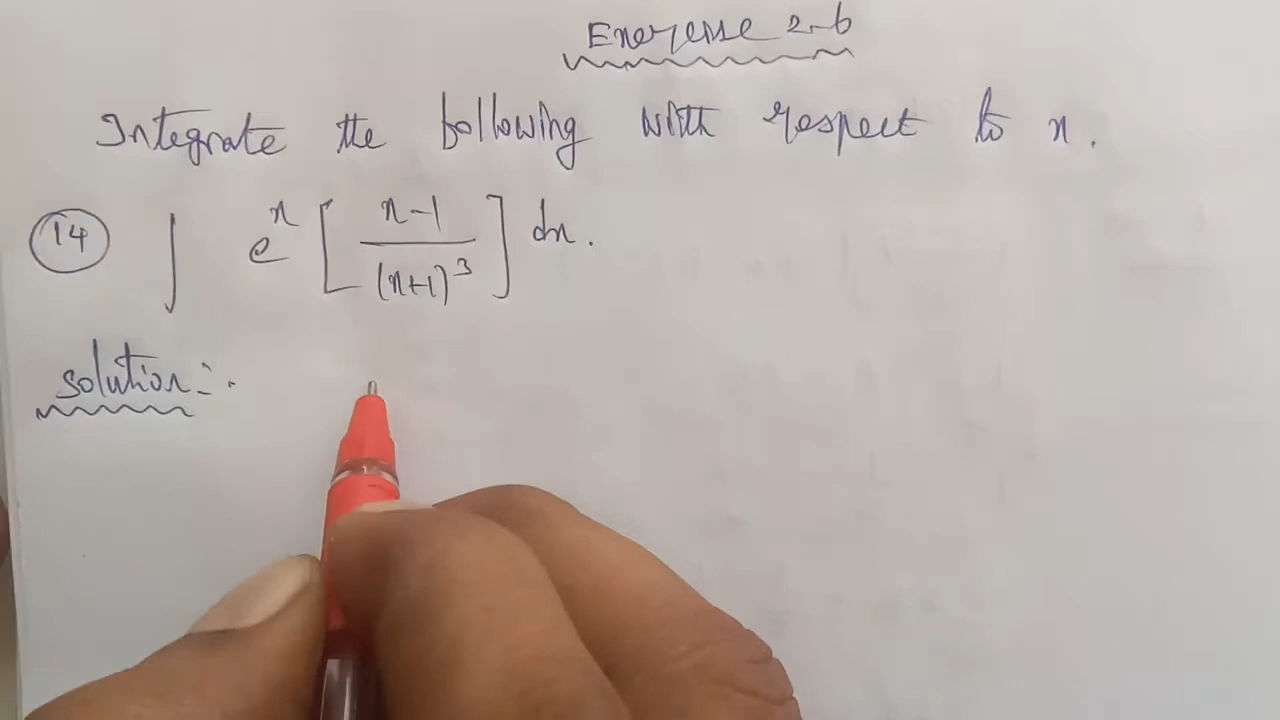 Exercise 2.6
Integrate the following with respect to x.
14 ∫ e^x [ x-1 / (x+1)^3 ] dx.
Solution:-